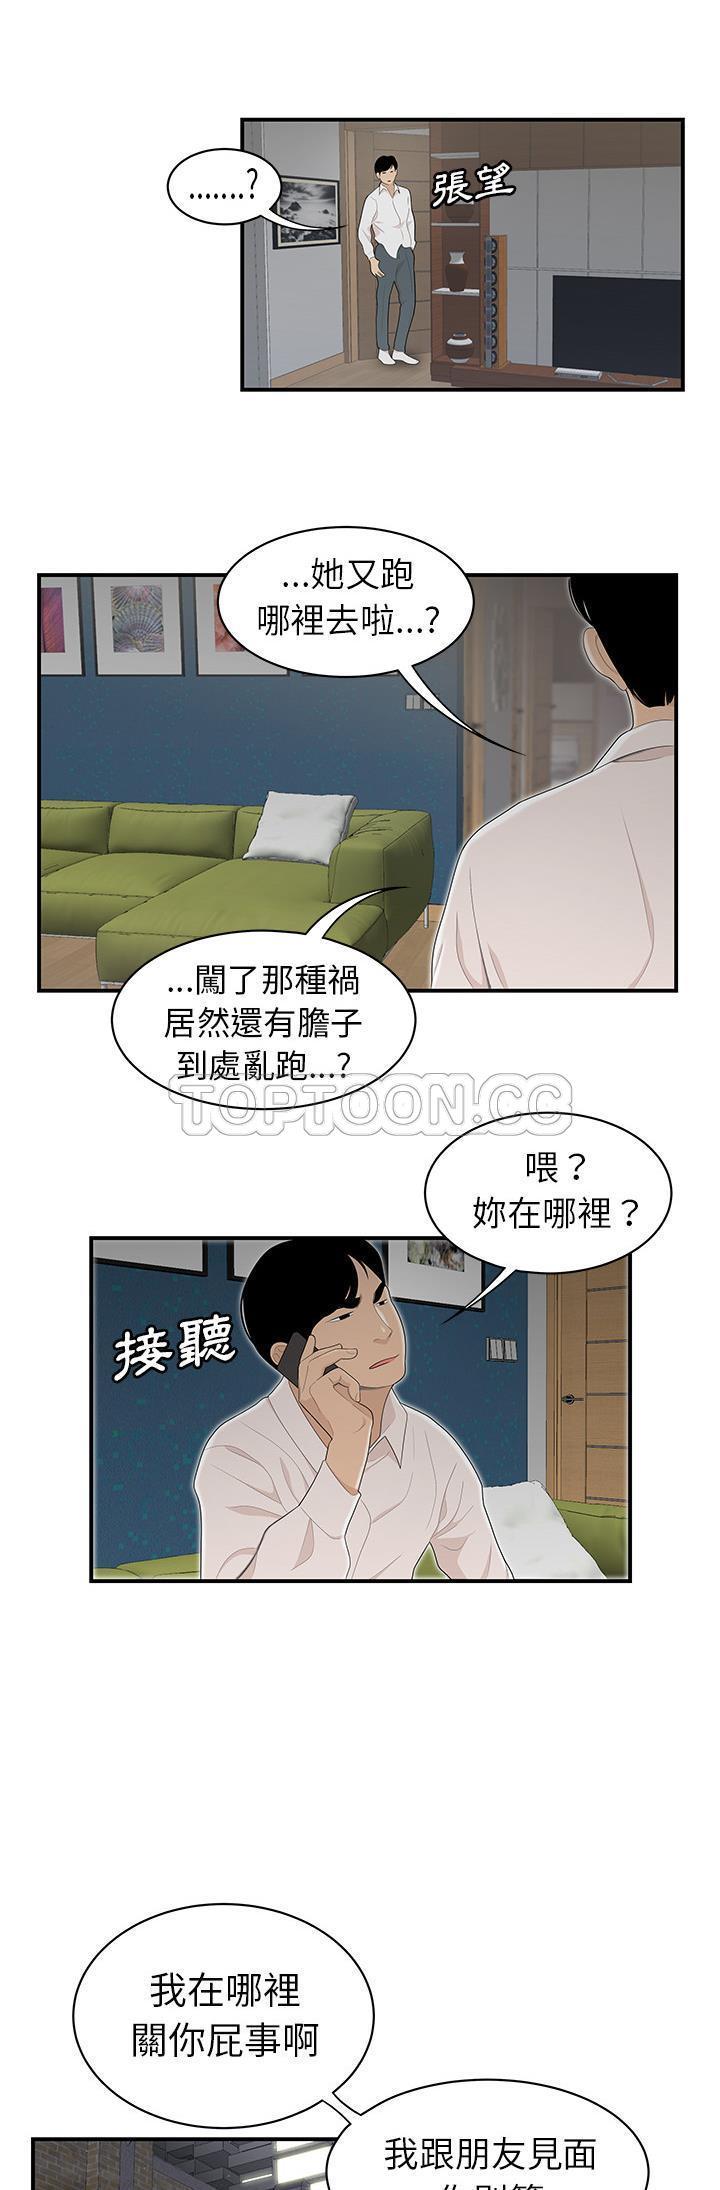 ........?
張望
...她又跑
哪裡去啦...?
...闖了那種禍
居然還有膽子
到處亂跑...?
TOPTOON.CC
喂？
妳在哪裡？
接聽
我在哪裡
關你屁事啊
我跟朋友見面